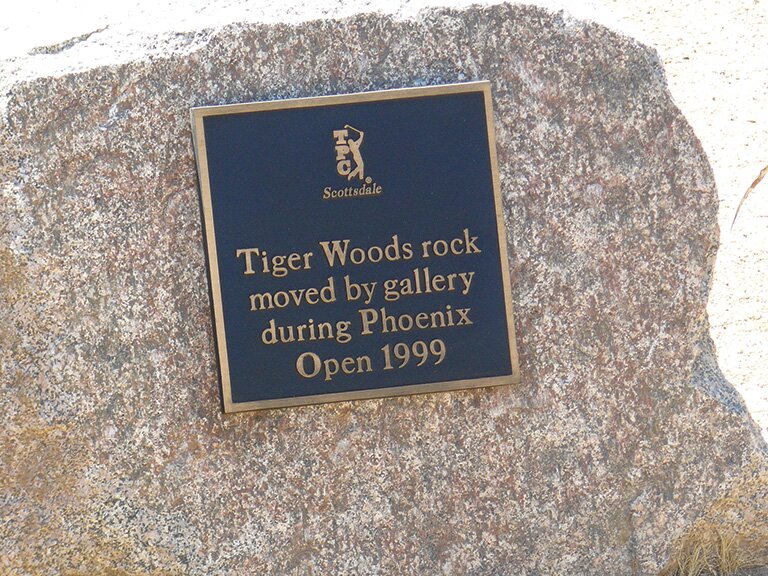 TPC
®
Scottsdale
Tiger Woods rock
moved by gallery
during Phoenix
Open 1999